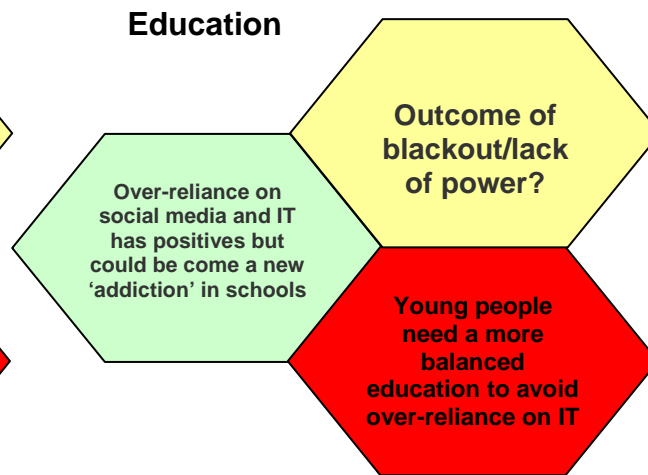 Education
Outcome of
blackout/lack
of power?
Over-reliance on
social media and IT
has positives but
could be come a new
‘addiction’ in schools
Young people
need a more
balanced
education to avoid
over-reliance on IT